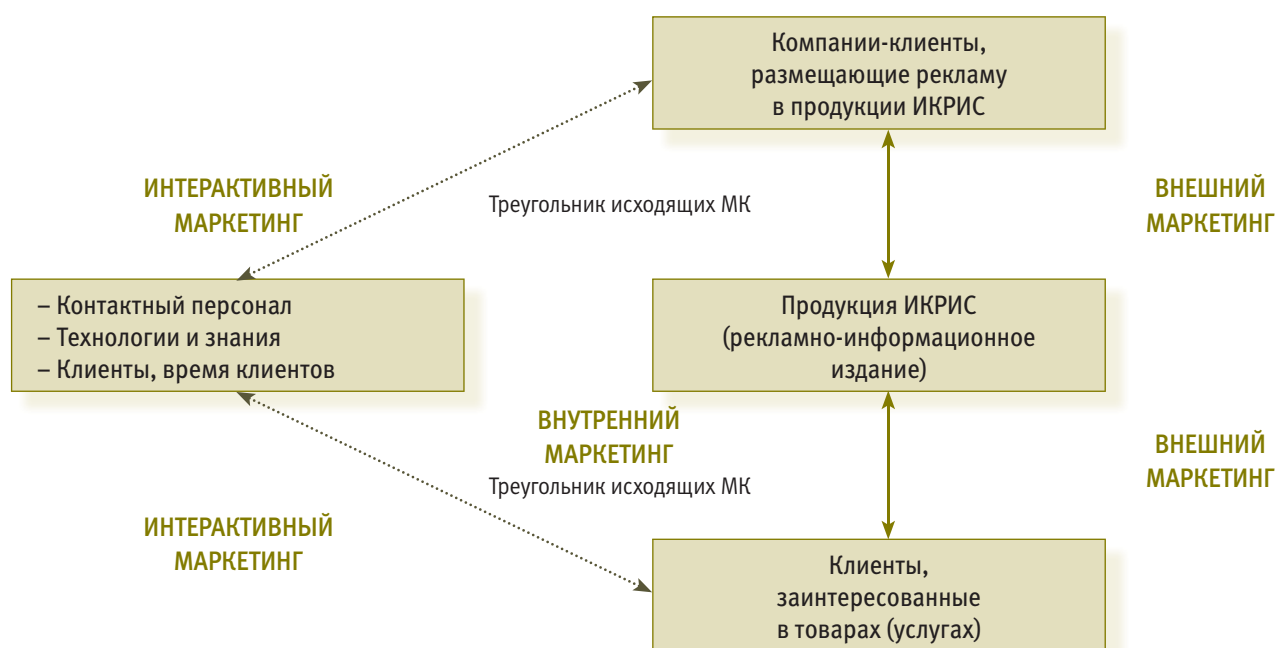 Компании-клиенты,
размещающие рекламу
в продукции ИКРИС
ИНТЕРАКТИВНЫЙ
МАРКЕТИНГ
Треугольник исходящих МК
ВНЕШНИЙ
МАРКЕТИНГ
– Контактный персонал
– Технологии и знания
– Клиенты, время клиентов
Продукция ИКРИС
(рекламно-информационное
издание)
ВНУТРЕННИЙ
МАРКЕТИНГ
Треугольник исходящих МК
ВНЕШНИЙ
МАРКЕТИНГ
ИНТЕРАКТИВНЫЙ
МАРКЕТИНГ
Клиенты,
заинтересованные
в товарах (услугах)